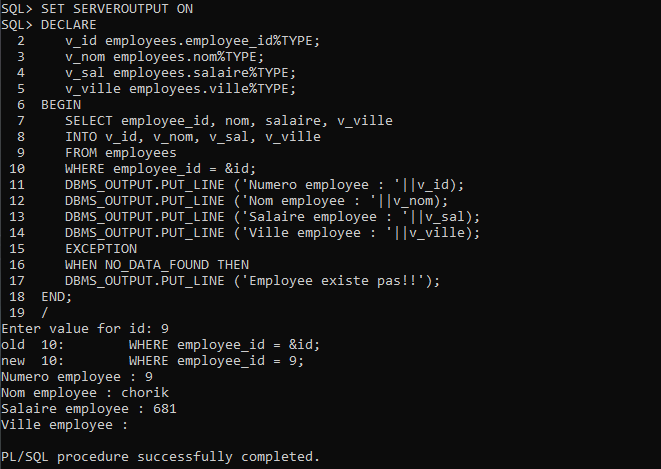 SQL> SET SERVEROUTPUT ON
SQL> DECLARE
  2     v_id employees.employee_id%TYPE;
  3     v_nom employees.nom%TYPE;
  4     v_sal employees.salaire%TYPE;
  5     v_ville employees.ville%TYPE;
  6  BEGIN
  7     SELECT employee_id, nom, salaire, v_ville
  8     INTO v_id, v_nom, v_sal, v_ville
  9     FROM employees
 10     WHERE employee_id = &id;
 11     DBMS_OUTPUT.PUT_LINE ('Numero employee : '||v_id);
 12     DBMS_OUTPUT.PUT_LINE ('Nom employee : '||v_nom);
 13     DBMS_OUTPUT.PUT_LINE ('Salaire employee : '||v_sal);
 14     DBMS_OUTPUT.PUT_LINE ('Ville employee : '||v_ville);
 15     EXCEPTION
 16     WHEN NO_DATA_FOUND THEN
 17     DBMS_OUTPUT.PUT_LINE ('Employee existe pas!!');
 18  END;
 19  /
Enter value for id: 9
old  10:        WHERE employee_id = &id;
new  10:        WHERE employee_id = 9;
Numero employee : 9
Nom employee : chorik
Salaire employee : 681
Ville employee :
PL/SQL procedure successfully completed.